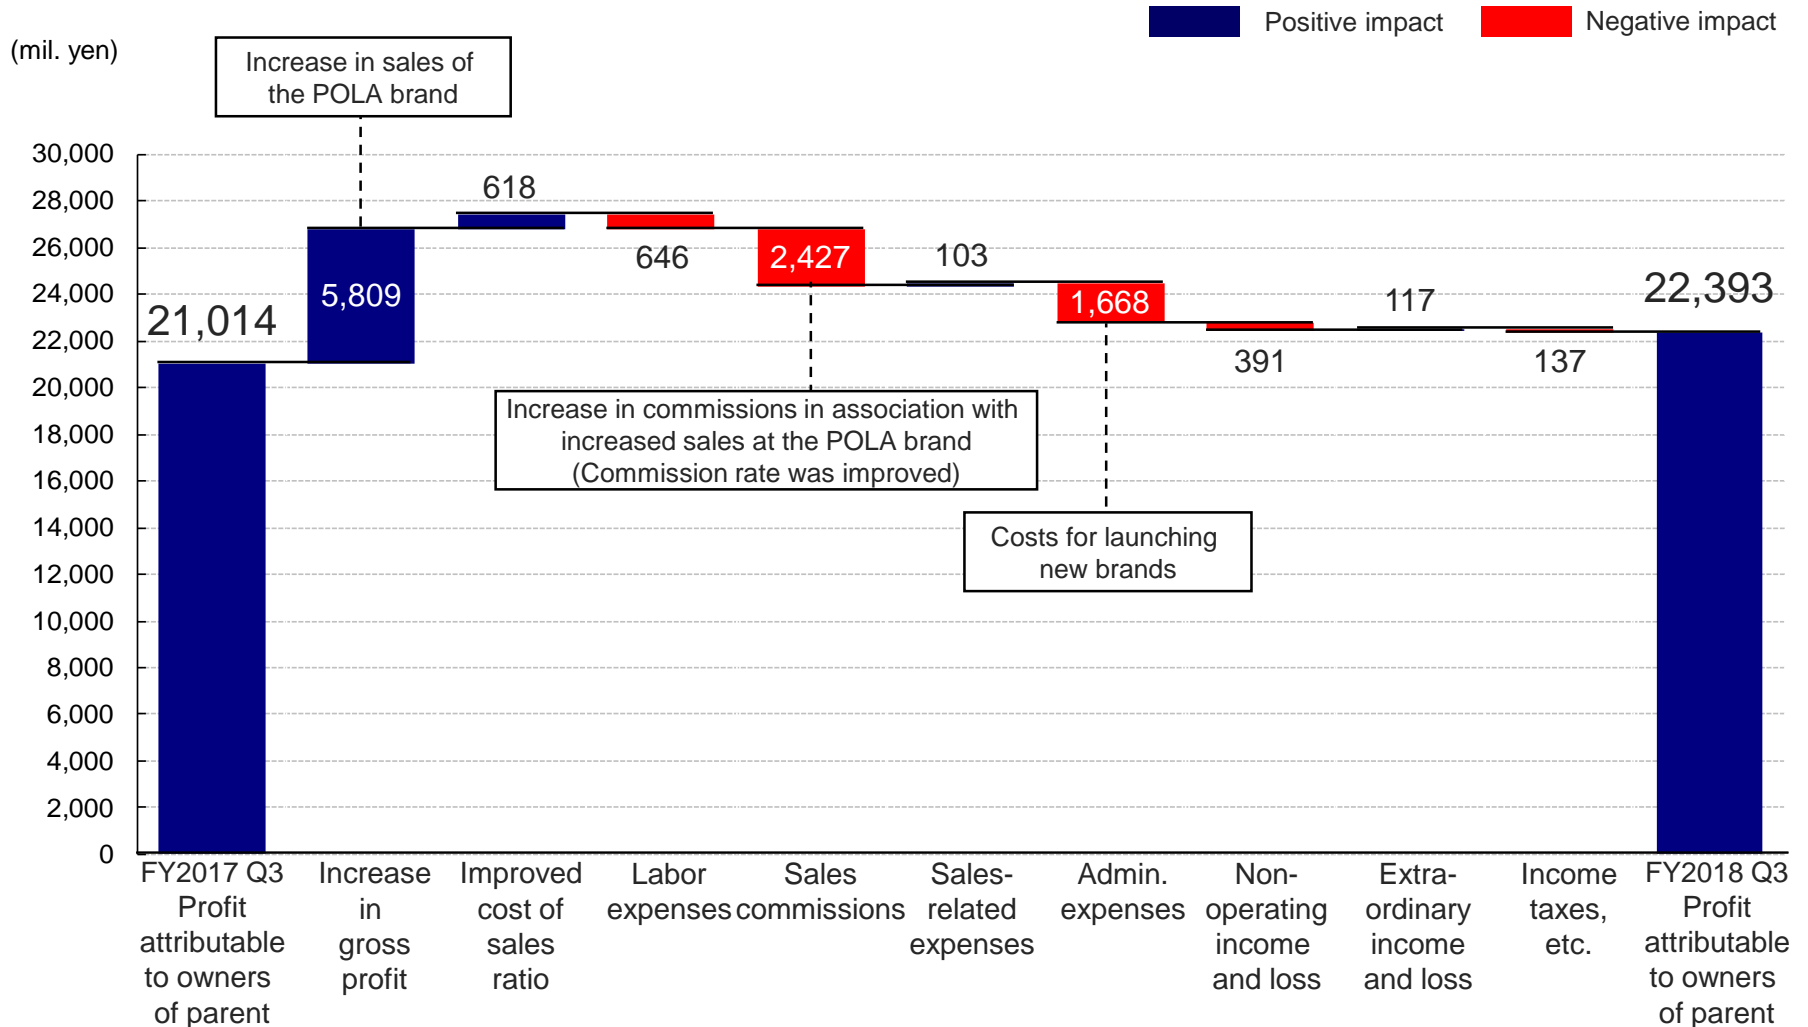 Positive impact
Negative impact
(mil. yen)
Increase in sales of
the POLA brand
30,000
28,000
26,000
24,000
22,000
20,000
18,000
16,000
14,000
12,000
10,000
8,000
6,000
4,000
2,000
0
21,014
5,809
618
646
2,427
103
1,668
391
117
137
22,393
Increase in commissions in association with
increased sales at the POLA brand
(Commission rate was improved)
Costs for launching
new brands
FY2017 Q3
Profit
attributable
to owners
of parent
Increase
in
gross
profit
Improved
cost of
sales
ratio
Labor
expenses
Sales
commissions
Sales-
related
expenses
Admin.
expenses
Non-
operating
income
and loss
Extra-
ordinary
income
and loss
Income
taxes,
etc.
FY2018 Q3
Profit
attributable
to owners
of parent